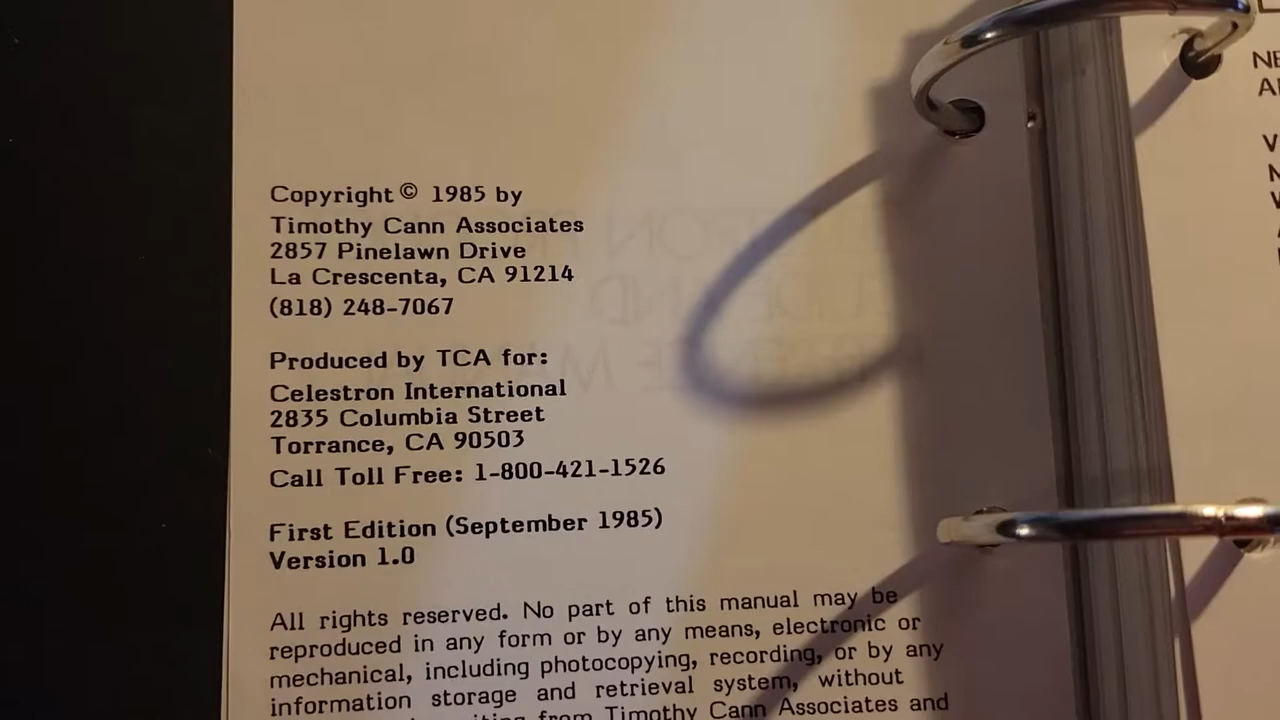 Copyright © 1985 by
Timothy Cann Associates
2857 Pinelawn Drive
La Crescenta, CA 91214
(818) 248-7067
Produced by TCA for:
Celestron International
2835 Columbia Street
Torrance, CA 90503
Call Toll Free: 1-800-421-1526
First Edition (September 1985)
Version 1.0
All rights reserved. No part of this manual may be
reproduced in any form or by any means, electronic or
mechanical, including photocopying, recording, or by any
information storage and retrieval system, without
from Timothy Cann Associates and